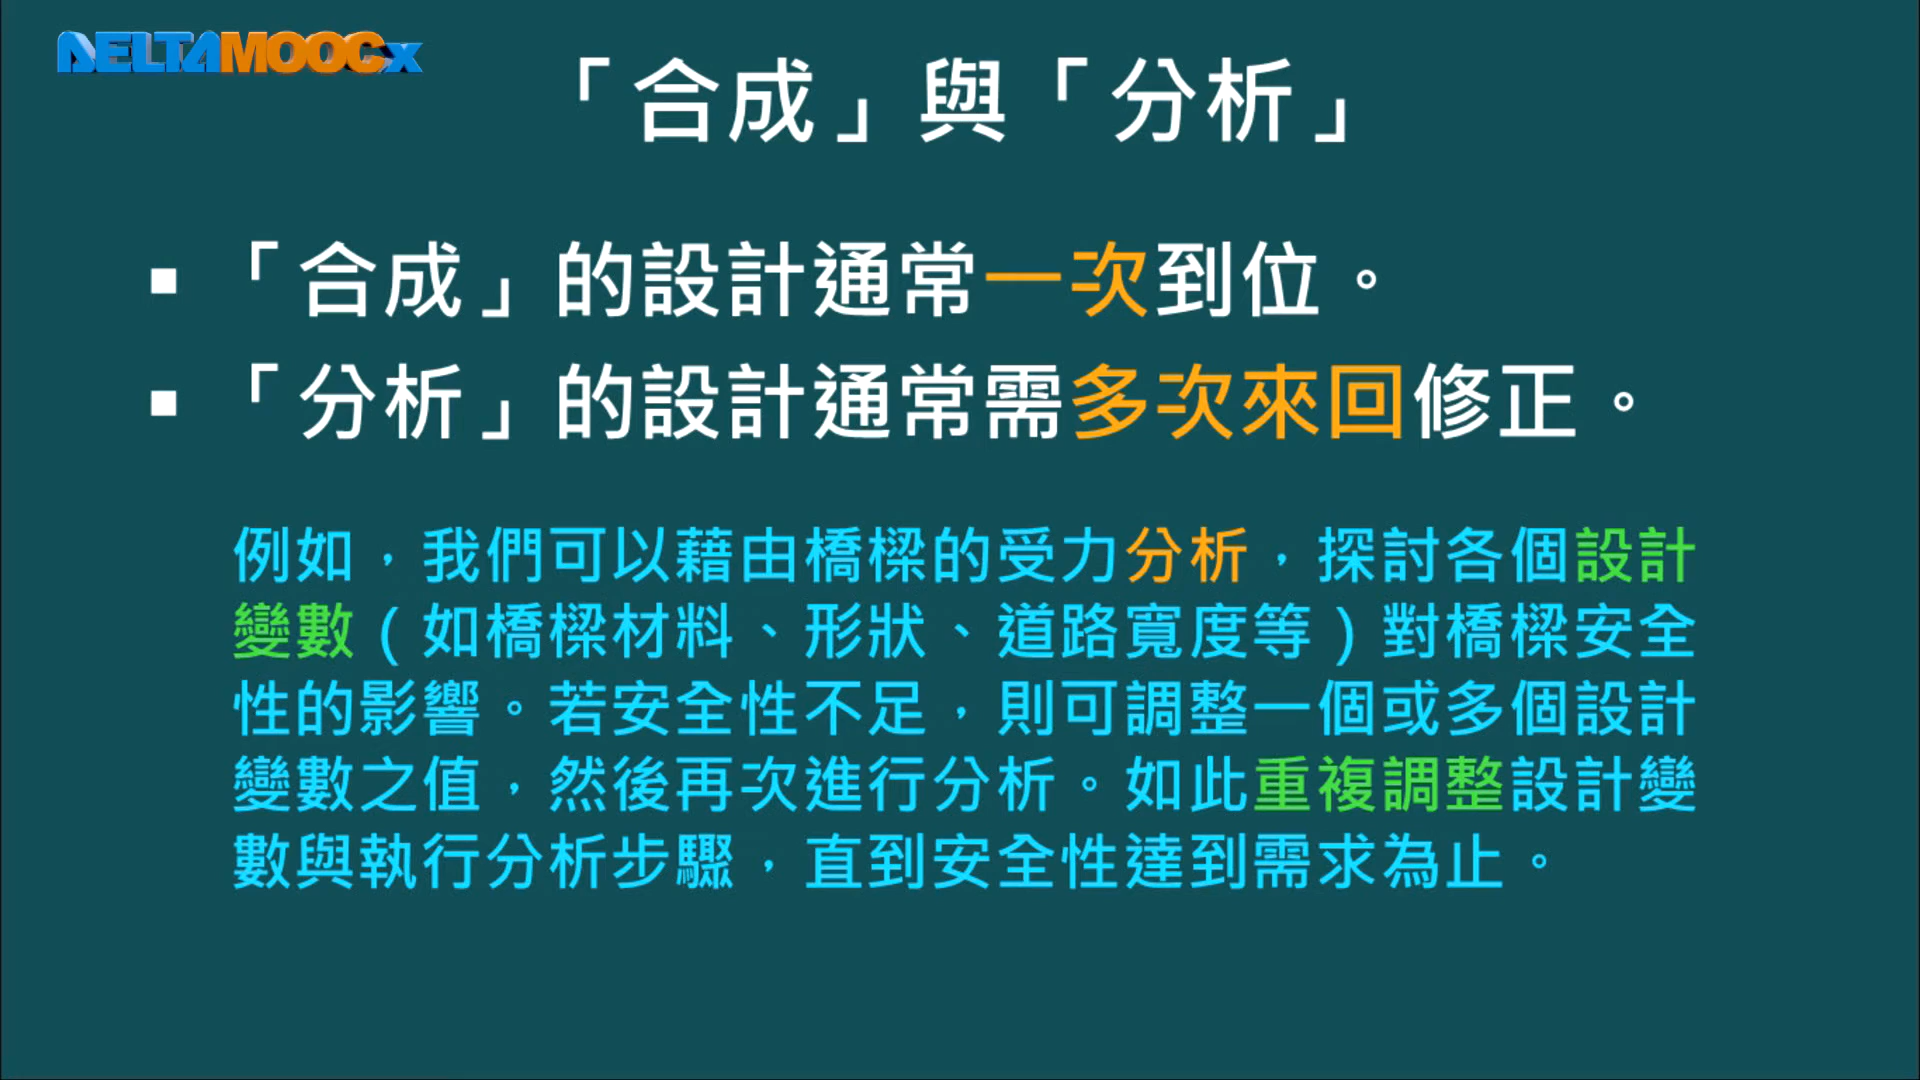 DELTAMOOCx
「合成」與「分析」
▪「合成」的設計通常一次到位。
▪「分析」的設計通常需多次來回修正。
例如，我們可以藉由橋樑的受力分析，探討各個設計
變數（如橋樑材料、形狀、道路寬度等）對橋樑安全
性的影響。若安全性不足，則可調整一個或多個設計
變數之值，然後再次進行分析。如此重複調整設計變
數與執行分析步驟，直到安全性達到需求為止。